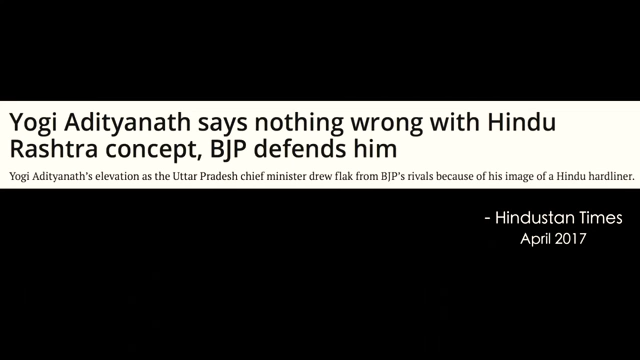 Yogi Adityanath says nothing wrong with Hindu
Rashtra concept, BJP defends him
Yogi Adityanath's elevation as the Uttar Pradesh chief minister drew flak from BJP's rivals because of his image of a Hindu hardliner.
- Hindustan Times
April 2017